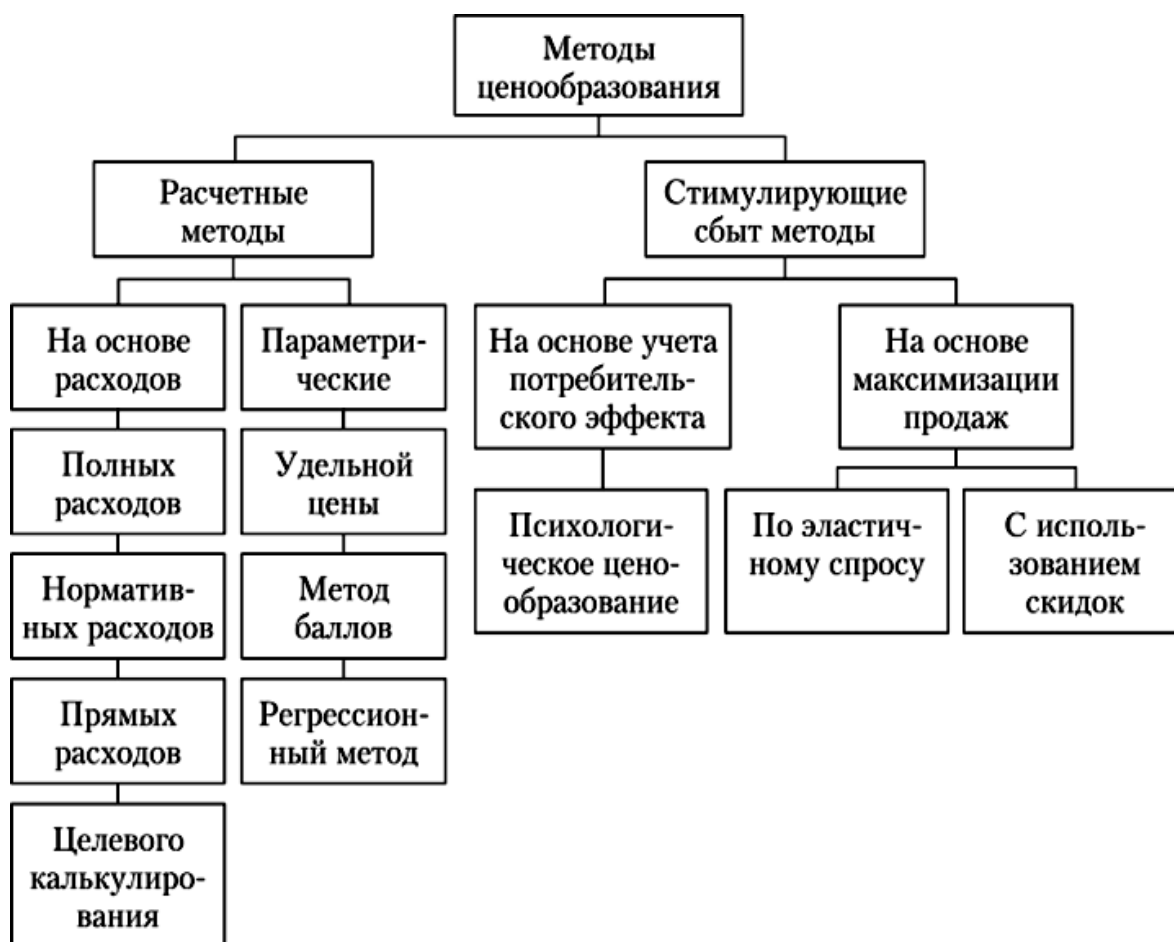 Методы
ценообразования
Расчетные
методы
Стимулирующие
сбыт методы
На основе
расходов
Параметри-
ческие
На основе учета
потребитель-
ского эффекта
На основе
максимизации
продаж
Полных
расходов
Удельной
цены
Психологи-
ческое цено-
образование
По эластич-
ному спросу
С исполь-
зованием
скидок
Норматив-
ных расходов
Метод
баллов
Прямых
расходов
Регрессион-
ный метод
Целевого
калькулиро-
вания